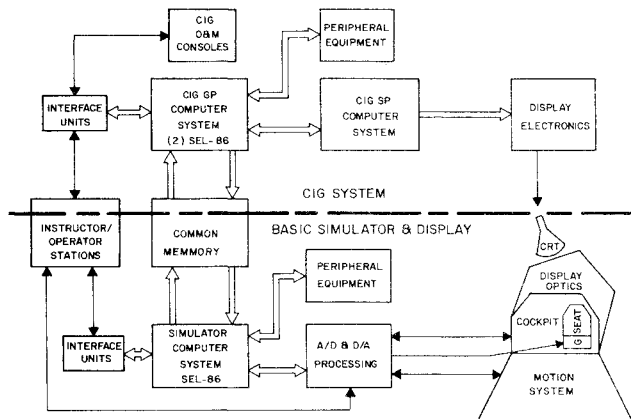 CIG
O&M
CONSOLES
PERIPHERAL
EQUIPMENT
INTERFACE
UNITS
CIG GP
COMPUTER
SYSTEM
(2) SEL-86
CIG SP
COMPUTER
SYSTEM
DISPLAY
ELECTRONICS
CIG SYSTEM
BASIC SIMULATOR & DISPLAY
INSTRUCTOR/
OPERATOR
STATIONS
COMMON
MEMMORY
CRT
PERIPHERAL
EQUIPMENT
DISPLAY
OPTICS
COCKPIT
G SEAT
INTERFACE
UNITS
SIMULATOR
COMPUTER
SYSTEM
SEL-86
A/D & D/A
PROCESSING
MOTION
SYSTEM